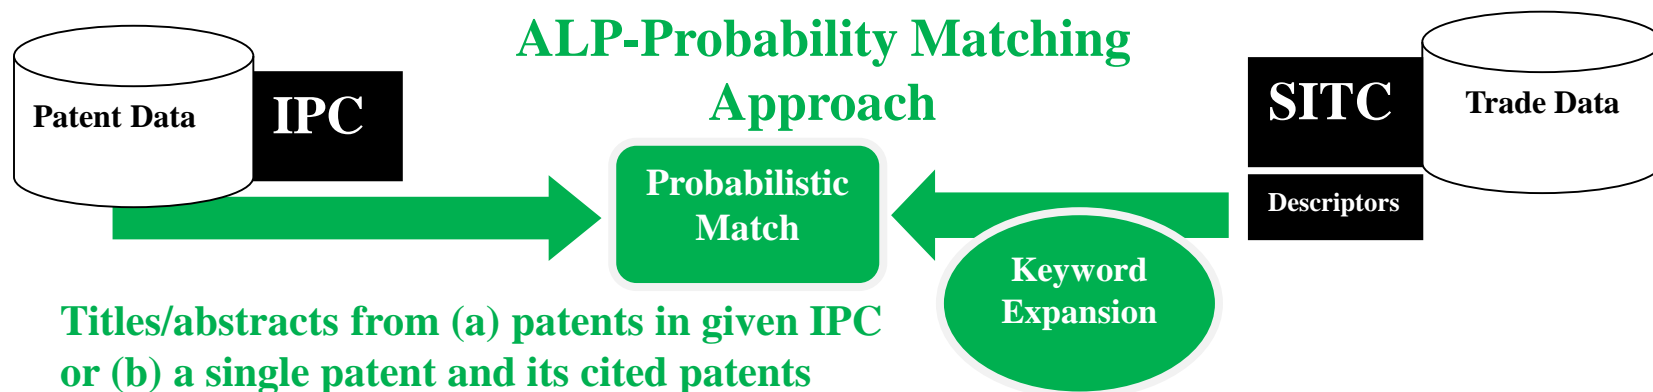 ALP-Probability Matching
Approach
Patent Data
IPC
SITC
Trade Data
Descriptors
Probabilistic
Match
Keyword
Expansion
Titles/abstracts from (a) patents in given IPC
or (b) a single patent and its cited patents